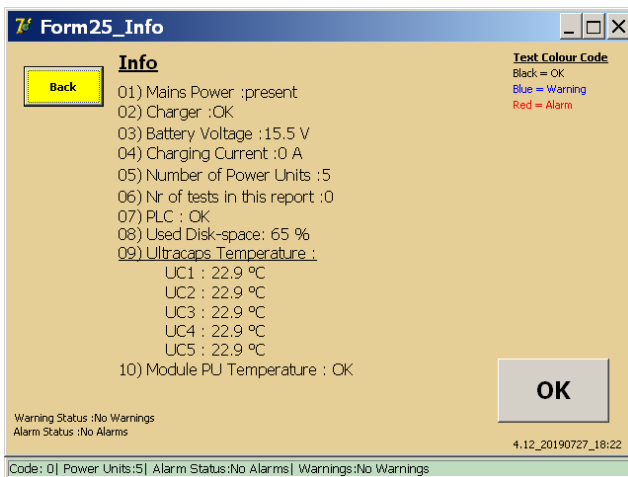 Form25_Info
Back
Info
Text Colour Code
Black = OK
Blue = Warning
Red = Alarm
01) Mains Power :present
02) Charger :OK
03) Battery Voltage :15.5 V
04) Charging Current :0 A
05) Number of Power Units :5
06) Nr of tests in this report :0
07) PLC : OK
08) Used Disk-space: 65 %
09) Ultracaps Temperature :
UC1 : 22.9 ºC
UC2 : 22.9 ºC
UC3 : 22.9 ºC
UC4 : 22.9 ºC
UC5 : 22.9 ºC
10) Module PU Temperature : OK
OK
Warning Status :No Warnings
Alarm Status :No Alarms
4.12_20190727_18:22
Code: 0| Power Units:5| Alarm Status:No Alarms| Warnings:No Warnings